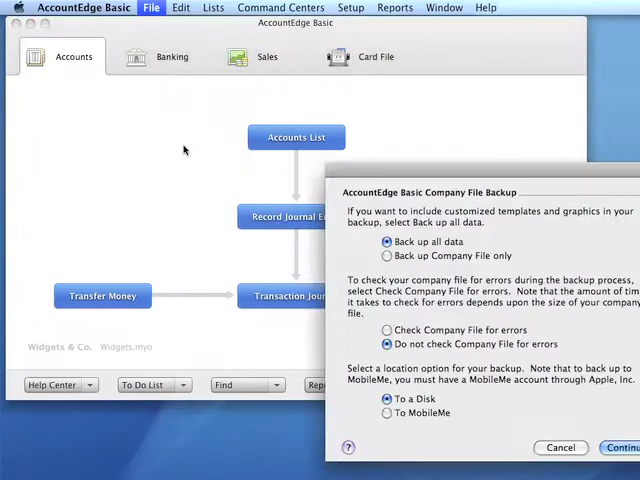 AccountEdge Basic File Edit Lists Command Centers Setup Reports Window Help
AccountEdge Basic
Accounts Banking Sales Card File
Accounts List
Record Journal En
Transfer Money Transaction Jour
Widgets & Co. Widgets.myo
Help Center To Do List Find Rep
AccountEdge Basic Company File Backup
If you want to include customized templates and graphics in your
backup, select Back up all data.
Back up all data
Back up Company File only
To check your company file for errors during the backup process,
select Check Company File for errors. Note that the amount of tim
it takes to check for errors depends upon the size of your company
file.
Check Company File for errors
Do not check Company File for errors
Select a location option for your backup. Note that to back up to
MobileMe, you must have a MobileMe account through Apple, Inc.
To a Disk
To MobileMe
? Cancel Continu